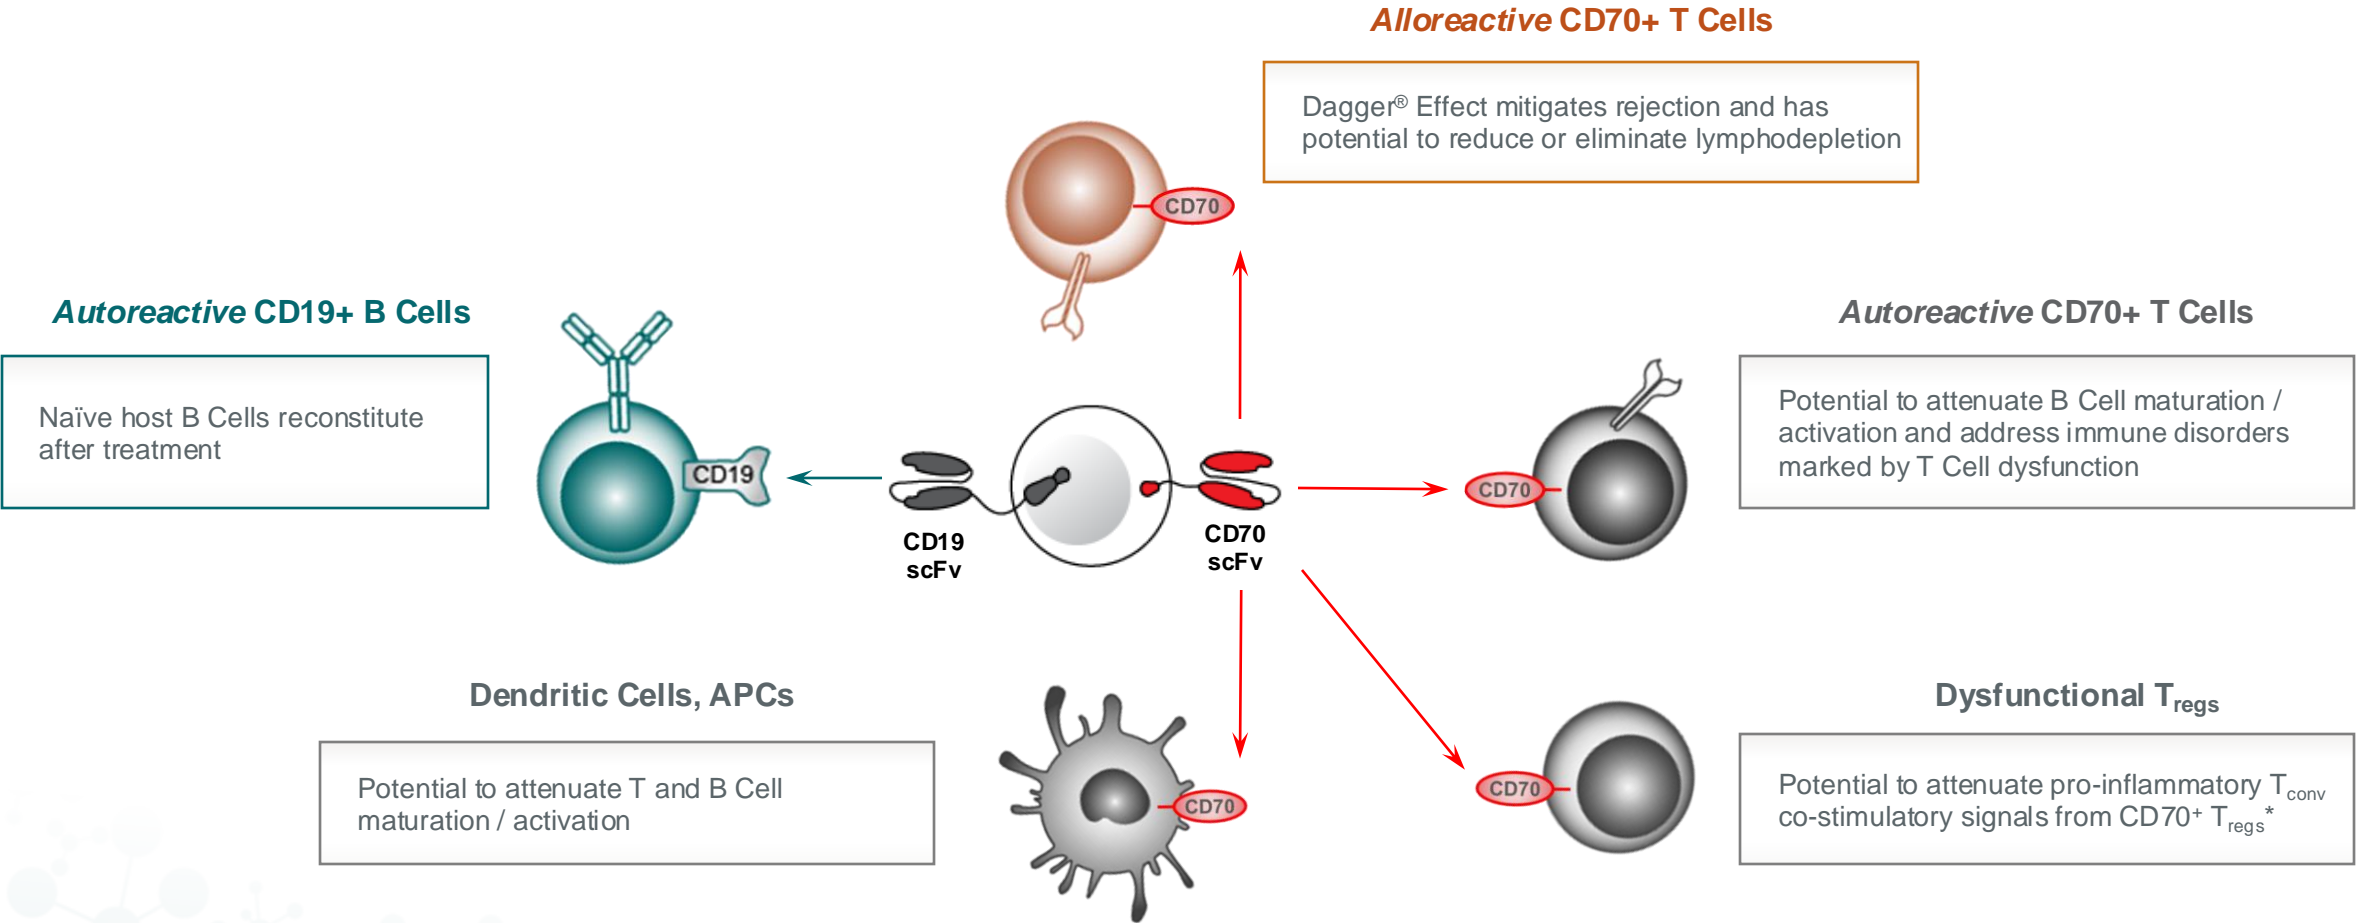 Alloreactive CD70+ T Cells
Dagger® Effect mitigates rejection and has
potential to reduce or eliminate lymphodepletion
CD70
Autoreactive CD19+ B Cells
Naïve host B Cells reconstitute
after treatment
CD19
CD19
scFv
CD70
scFv
Autoreactive CD70+ T Cells
Potential to attenuate B Cell maturation /
activation and address immune disorders
marked by T Cell dysfunction
CD70
Dendritic Cells, APCs
Potential to attenuate T and B Cell
maturation / activation
CD70
Dysfunctional Tregs
Potential to attenuate pro-inflammatory Tconv
co-stimulatory signals from CD70⁺ Tregs*
CD70